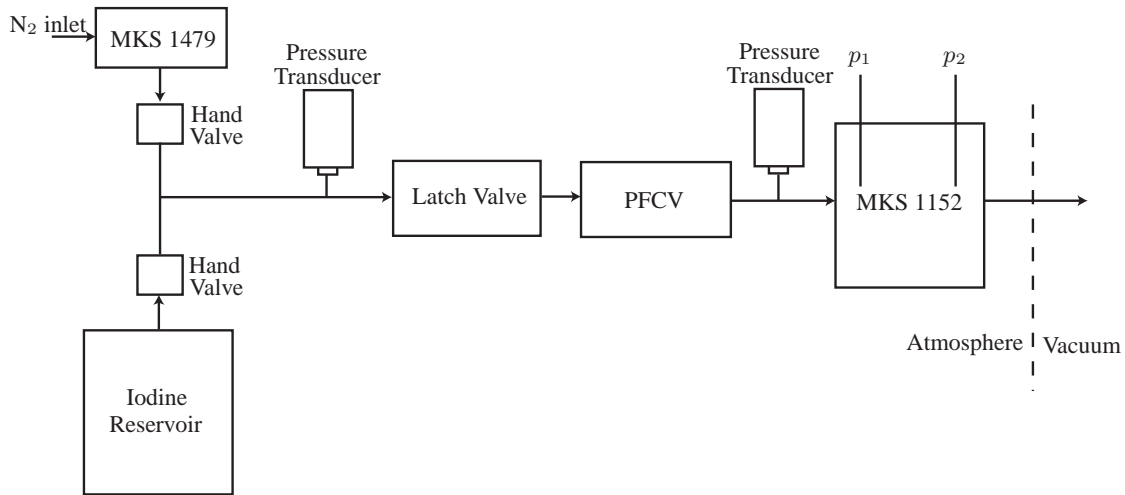 N₂ inlet
MKS 1479
Hand
Valve
Pressure
Transducer
Latch Valve
PFCV
Pressure
Transducer
p₁
p₂
MKS 1152
Hand
Valve
Iodine
Reservoir
Atmosphere
Vacuum